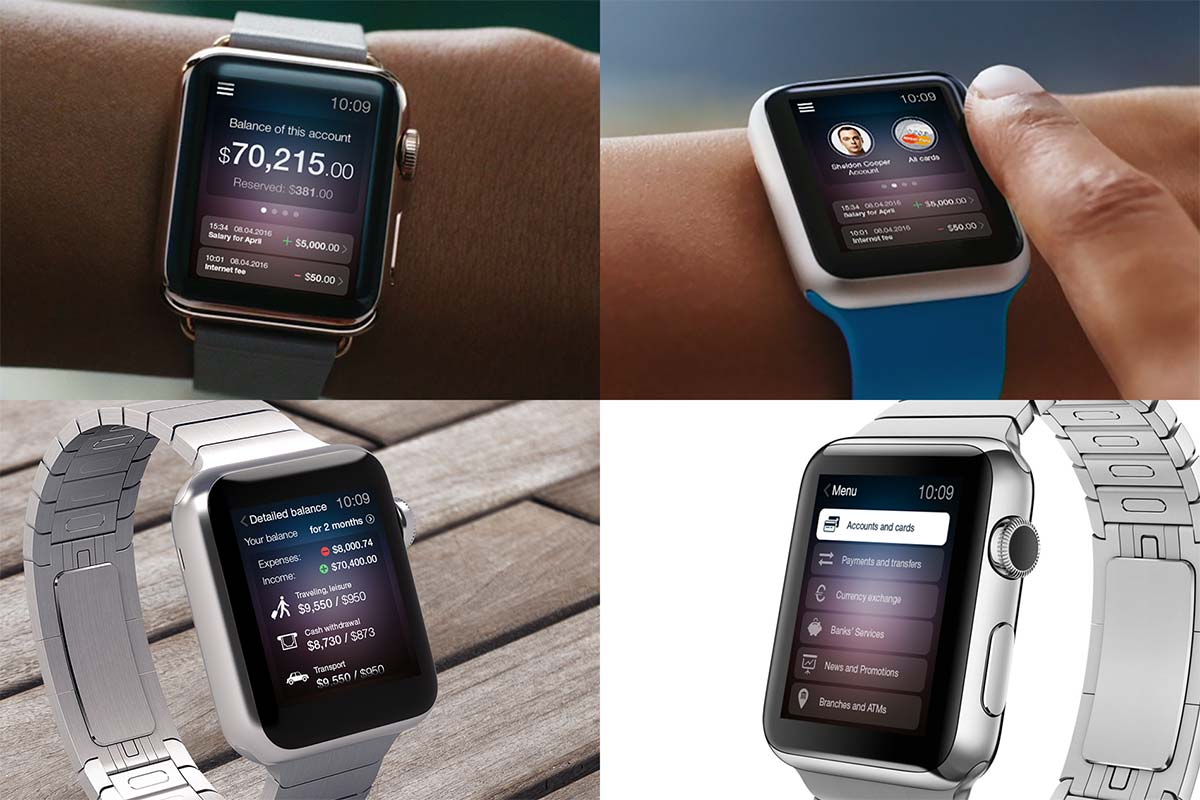 10:09
Balance of this account
$70,215.00
Reserved: $381.00
15:34 08.04.2016
Salary for April + $5,000.00
10:01 08.04.2016
Internet fee − $50.00
10:09
Sheldon Cooper
Account
All cards
15:34 08.04.2016
Salary for April + $5,000.00
10:01 08.04.2016
Internet fee − $50.00
Detailed balance 10:09
Your balance for 2 months
Expenses: $8,000.74
Income: $70,400.00
Traveling, leisure
$9,550 / $950
Cash withdrawal
$8,730 / $873
Transport
$9,550 / $950
Menu 10:09
Accounts and cards
Payments and transfers
Currency exchange
Banks' Services
News and Promotions
Branches and ATMs